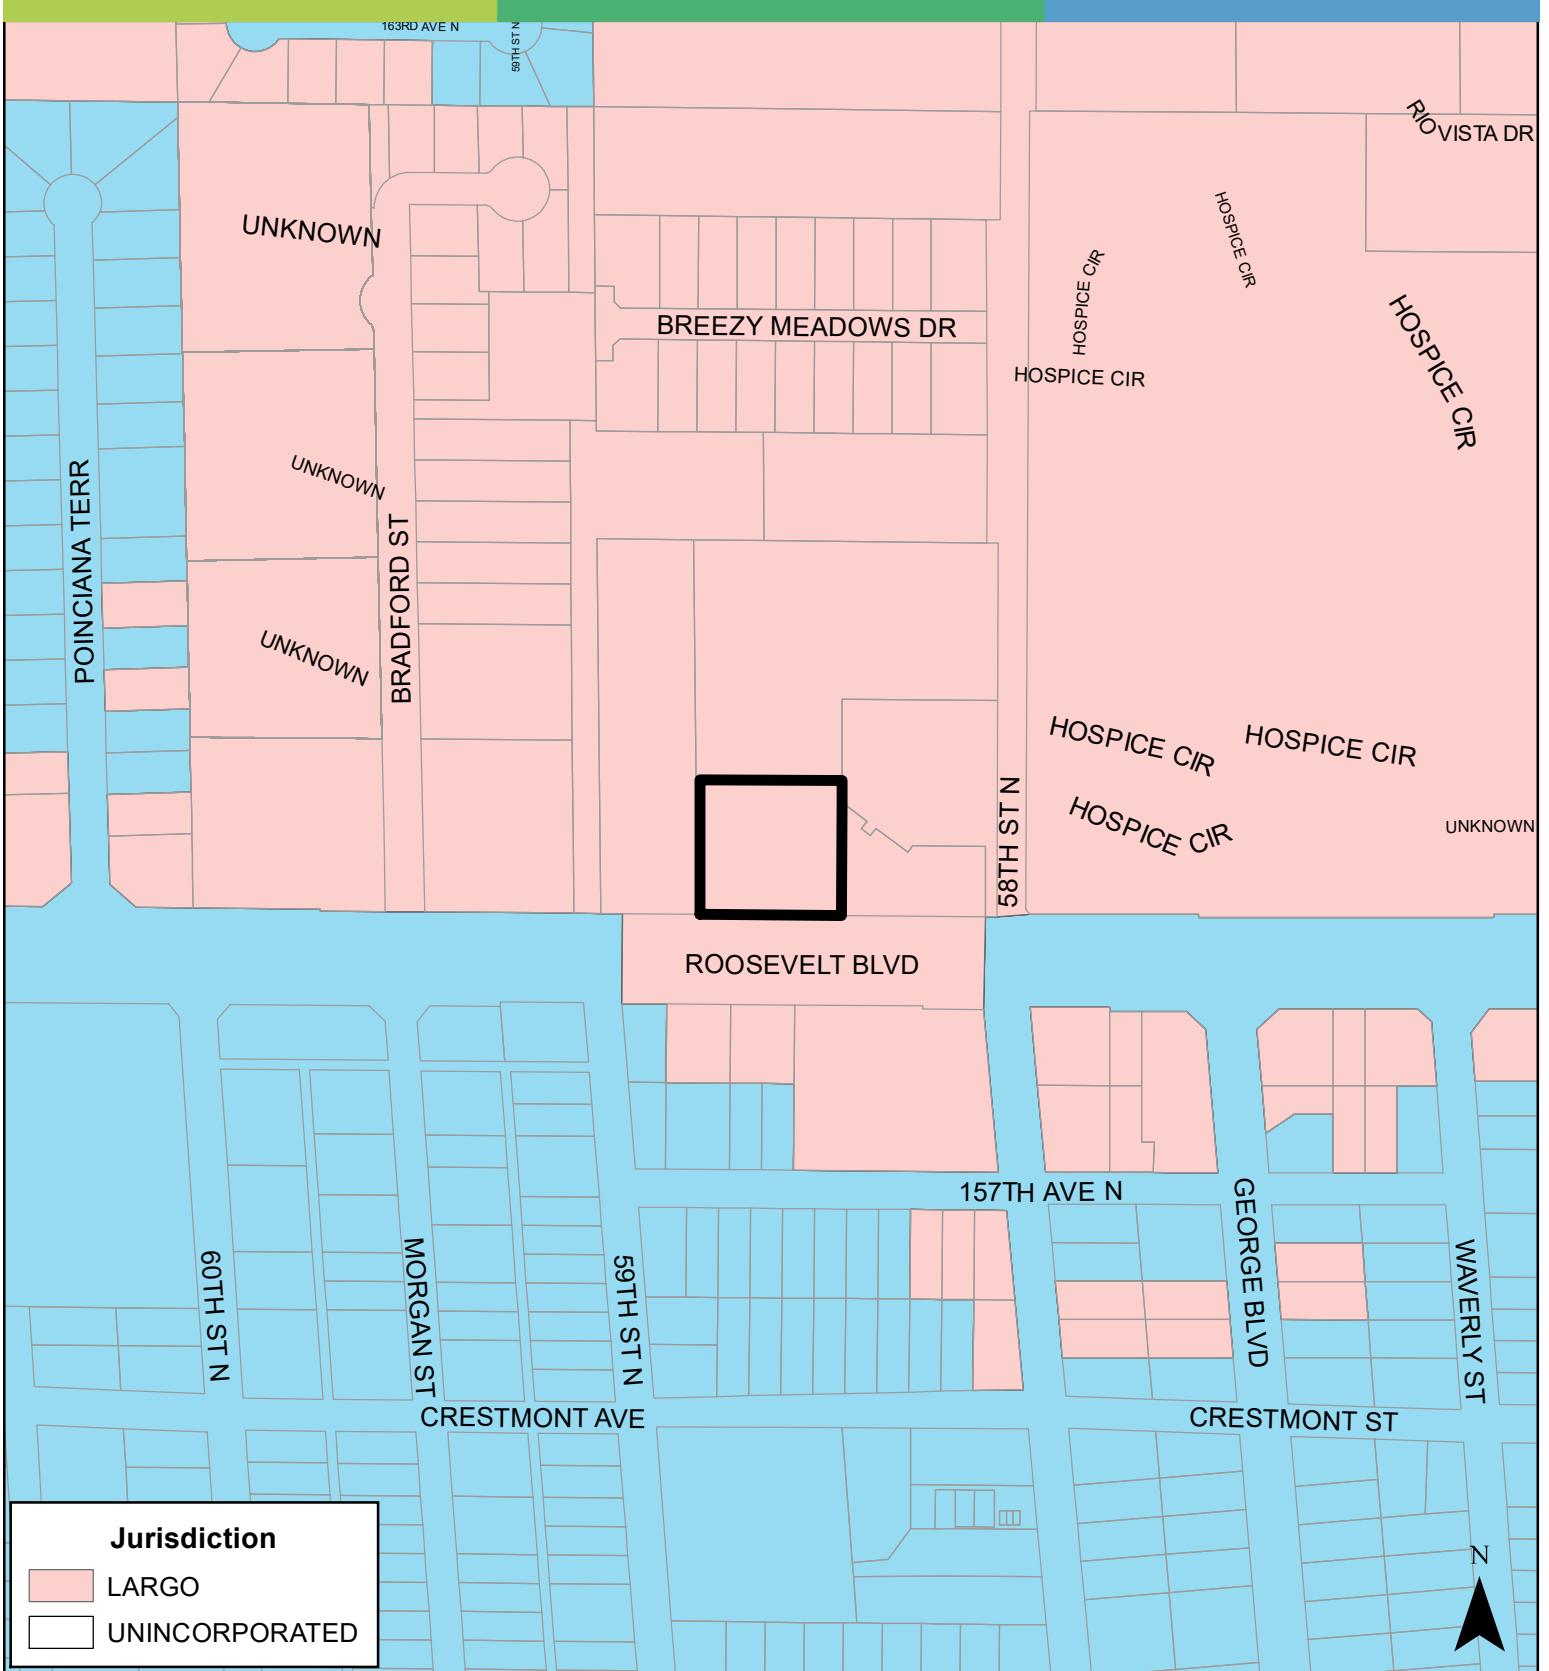 163RD AVE N
59TH ST N
RIO VISTA DR
UNKNOWN
HOSPICE CIR
HOSPICE CIR
BREEZY MEADOWS DR
HOSPICE CIR
HOSPICE CIR
UNKNOWN
POINCIANA TERR
BRADFORD ST
UNKNOWN
HOSPICE CIR
HOSPICE CIR
58TH ST N
HOSPICE CIR
UNKNOWN
ROOSEVELT BLVD
157TH AVE N
60TH ST N
MORGAN ST
59TH ST N
GEORGE BLVD
WAVERLY ST
CRESTMONT AVE
CRESTMONT ST
Jurisdiction
LARGO
UNINCORPORATED
N